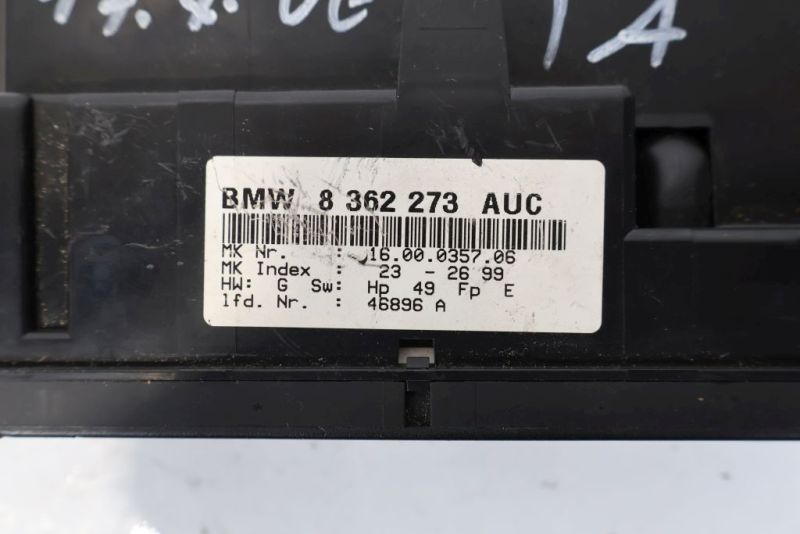 1A
BMW 8 362 273 AUC
MK Nr. : 16.00.0357.06
MK Index : 23 - 26 99
HW: G Sw: Hp 49 Fp E
lfd. Nr. : 46896 A